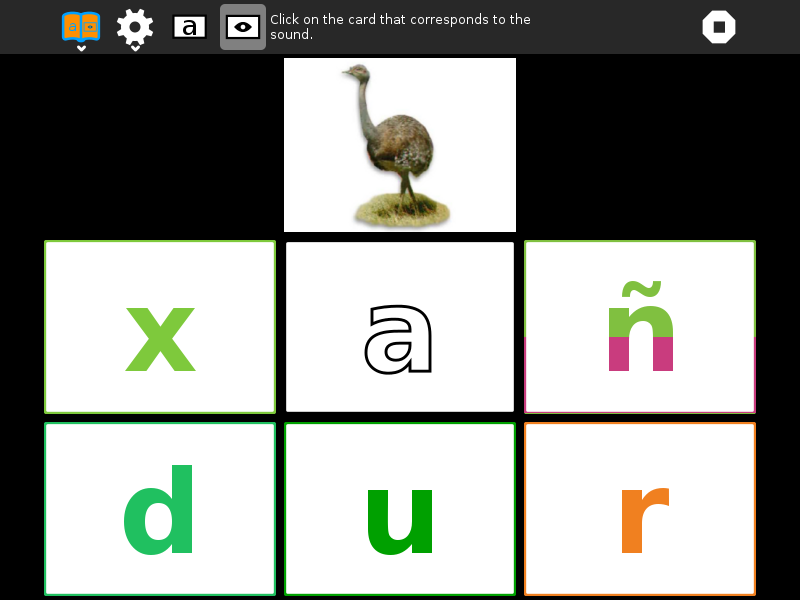 a
Click on the card that corresponds to the
sound.
x
a
ñ
d
u
r